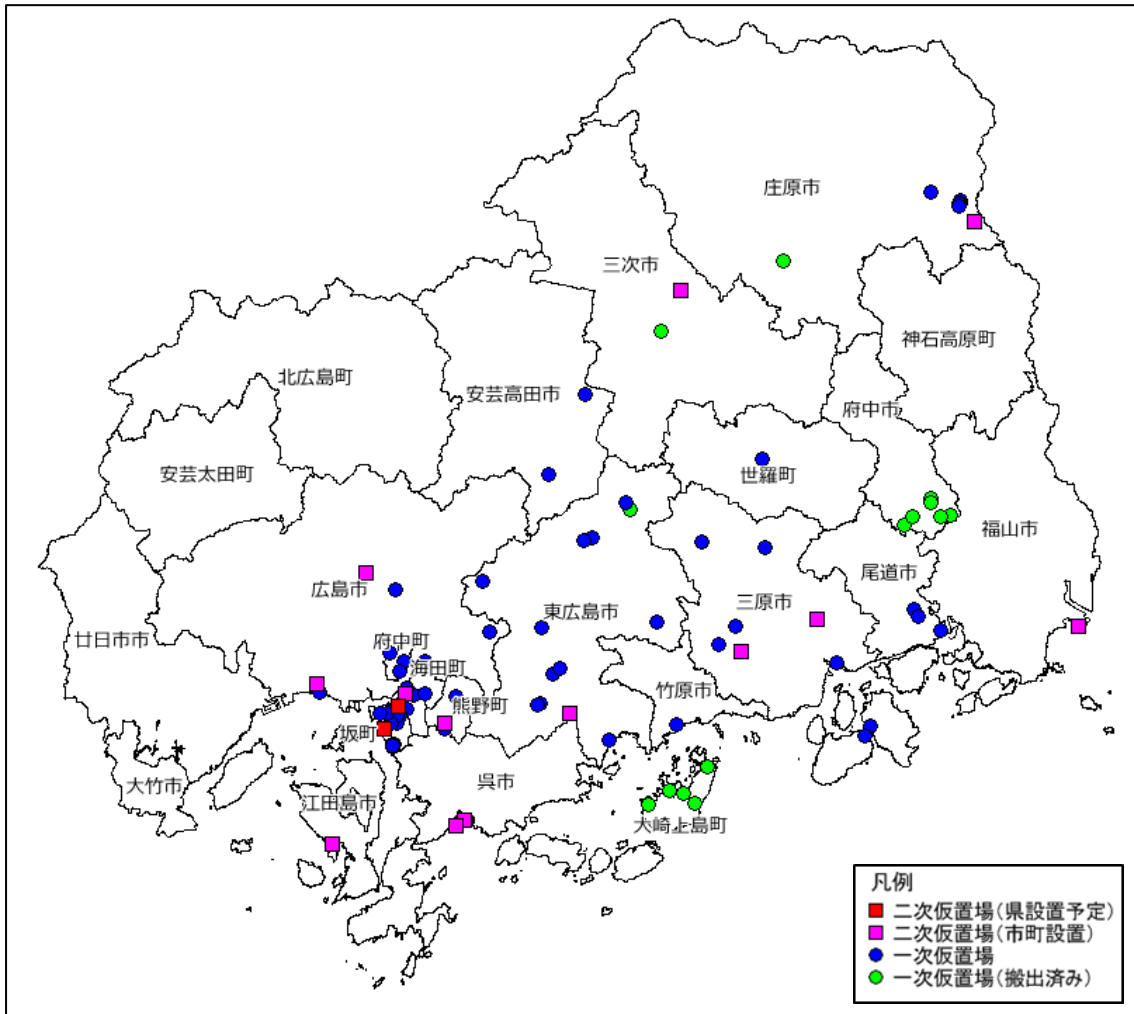 庄原市
三次市
神石高原町
北広島町
安芸高田市
府中市
安芸太田町
世羅町
福山市
尾道市
広島市
東広島市
三原市
廿日市市
府中町
海田町
竹原市
熊野町
坂町
大竹市
呉市
江田島市
大崎上島町
凡例
二次仮置場(県設置予定)
二次仮置場(市町設置)
一次仮置場
一次仮置場(搬出済み)